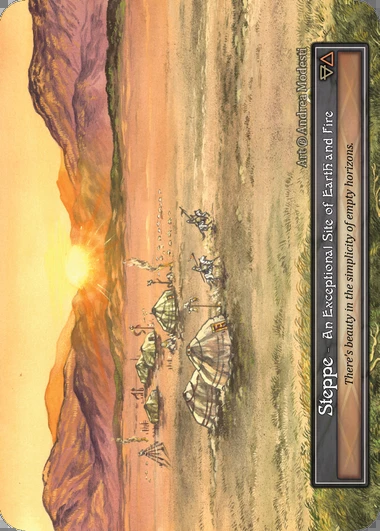 Art © Andrea Modesti
Steppe – An Exceptional Site of Earth and Fire
There's beauty in the simplicity of empty horizons.